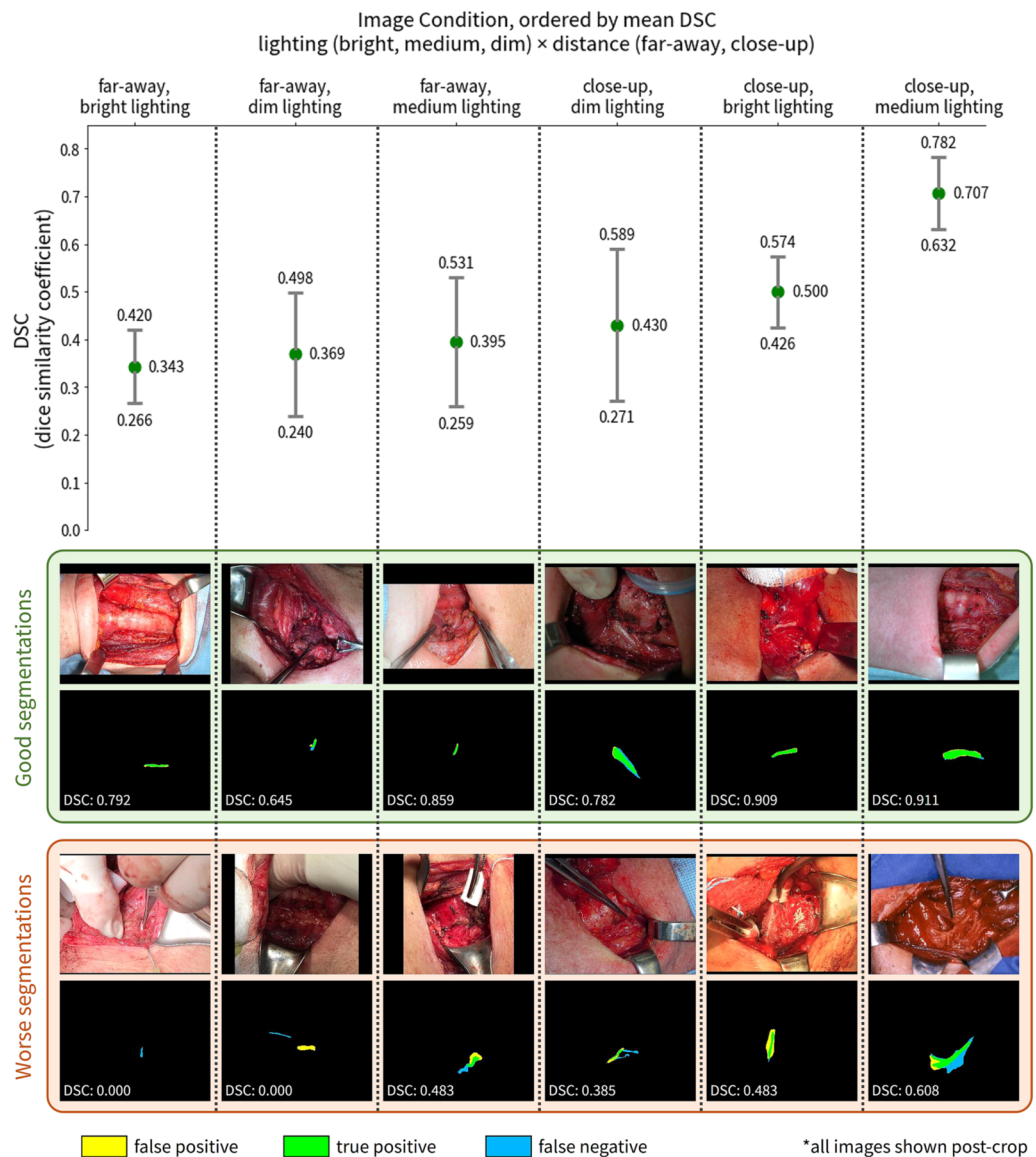 Image Condition, ordered by mean DSC
lighting (bright, medium, dim) × distance (far-away, close-up)
far-away, bright lighting
far-away, dim lighting
far-away, medium lighting
close-up, dim lighting
close-up, bright lighting
close-up, medium lighting
DSC
(dice similarity coefficient)
0.8
0.7
0.6
0.5
0.4
0.3
0.2
0.1
0.0
0.420
0.343
0.266
0.498
0.369
0.240
0.531
0.395
0.259
0.589
0.430
0.271
0.574
0.500
0.426
0.782
0.707
0.632
Good segmentations
DSC: 0.792
DSC: 0.645
DSC: 0.859
DSC: 0.782
DSC: 0.909
DSC: 0.911
Worse segmentations
DSC: 0.000
DSC: 0.000
DSC: 0.483
DSC: 0.385
DSC: 0.483
DSC: 0.608
false positive
true positive
false negative
*all images shown post-crop